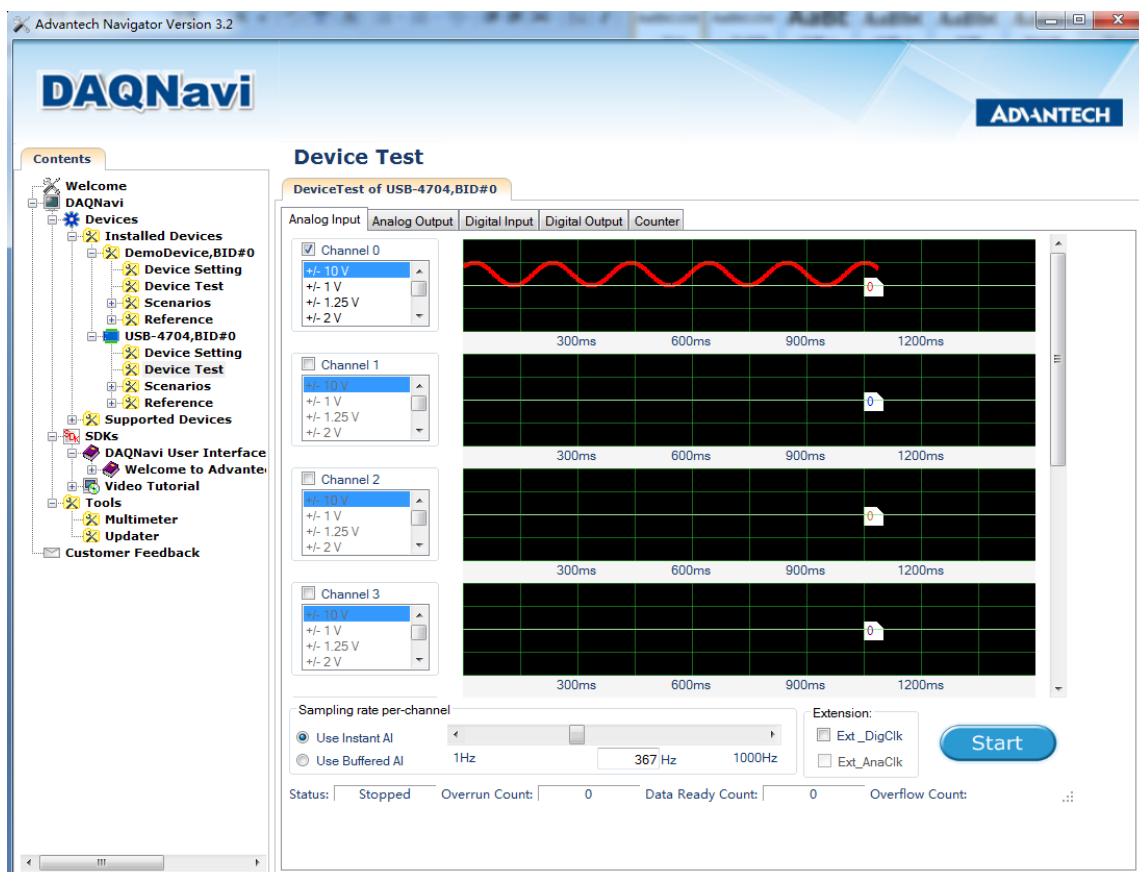 Advantech Navigator Version 3.2
DAQNavi
ADVANTECH
Contents
Welcome
DAQNavi
Devices
Installed Devices
DemoDevice,BID#0
Device Setting
Device Test
Scenarios
Reference
USB-4704,BID#0
Device Setting
Device Test
Scenarios
Reference
Supported Devices
SDKs
DAQNavi User Interface
Welcome to Advante
Video Tutorial
Tools
Multimeter
Updater
Customer Feedback
Device Test
DeviceTest of USB-4704,BID#0
Analog Input Analog Output Digital Input Digital Output Counter
Channel 0
+/- 10 V
+/- 1 V
+/- 1.25 V
+/- 2 V
0
300ms 600ms 900ms 1200ms
Channel 1
+/- 10 V
+/- 1 V
+/- 1.25 V
+/- 2 V
0
300ms 600ms 900ms 1200ms
Channel 2
+/- 10 V
+/- 1 V
+/- 1.25 V
+/- 2 V
0
300ms 600ms 900ms 1200ms
Channel 3
+/- 10 V
+/- 1 V
+/- 1.25 V
+/- 2 V
0
300ms 600ms 900ms 1200ms
Sampling rate per-channel
Use Instant AI
Use Buffered AI
1Hz 367 Hz 1000Hz
Extension:
Ext_DigClk
Ext_AnaClk
Start
Status: Stopped Overrun Count: 0 Data Ready Count: 0 Overflow Count: